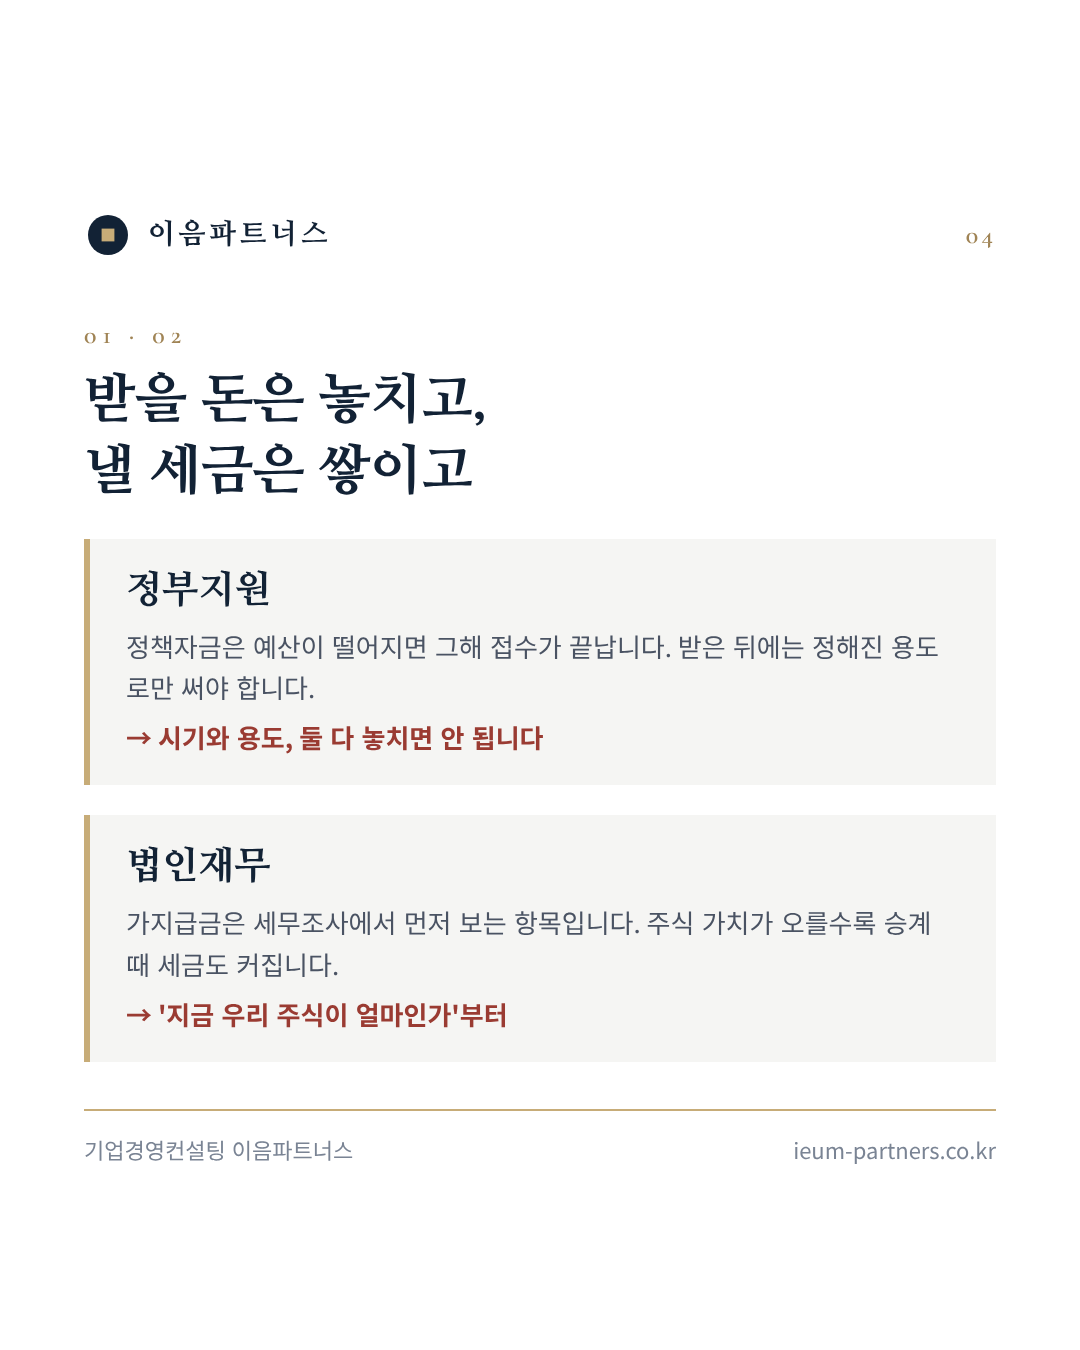 이음파트너스
04
01 · 02
받을 돈은 놓치고,
낼 세금은 쌓이고
정부지원
정책자금은 예산이 떨어지면 그해 접수가 끝납니다. 받은 뒤에는 정해진 용도
로만 써야 합니다.
→ 시기와 용도, 둘 다 놓치면 안 됩니다
법인재무
가지급금은 세무조사에서 먼저 보는 항목입니다. 주식 가치가 오를수록 승계
때 세금도 커집니다.
→ '지금 우리 주식이 얼마인가'부터
기업경영컨설팅 이음파트너스
ieum-partners.co.kr